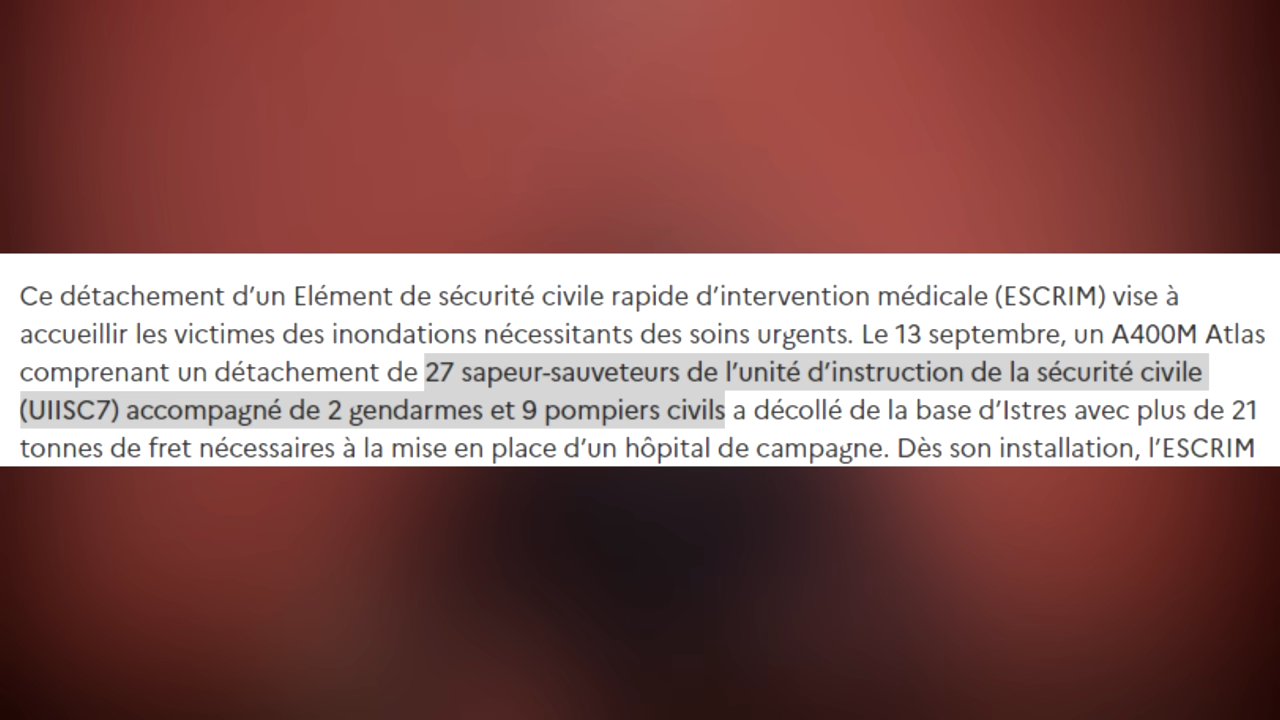 Ce détachement d'un Elément de sécurité civile rapide d'intervention médicale (ESCRIM) vise à
accueillir les victimes des inondations nécessitants des soins urgents. Le 13 septembre, un A400M Atlas
comprenant un détachement de 27 sapeur-sauveteurs de l'unité d'instruction de la sécurité civile
(UIISC7) accompagné de 2 gendarmes et 9 pompiers civils a décollé de la base d'Istres avec plus de 21
tonnes de fret nécessaires à la mise en place d'un hôpital de campagne. Dès son installation, l'ESCRIM